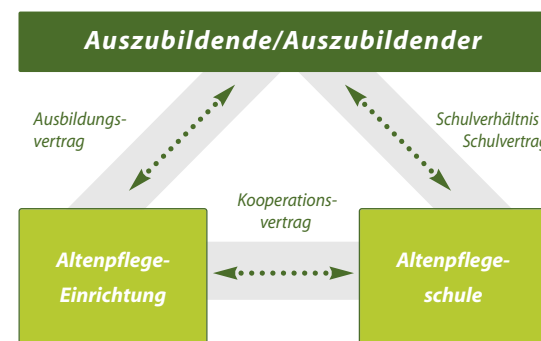 Auszubildende/Auszubildender
Ausbildungs-
vertrag
Schulverhältnis
Schulvertrag
Kooperations-
vertrag
Altenpflege-
Einrichtung
Altenpflege-
schule